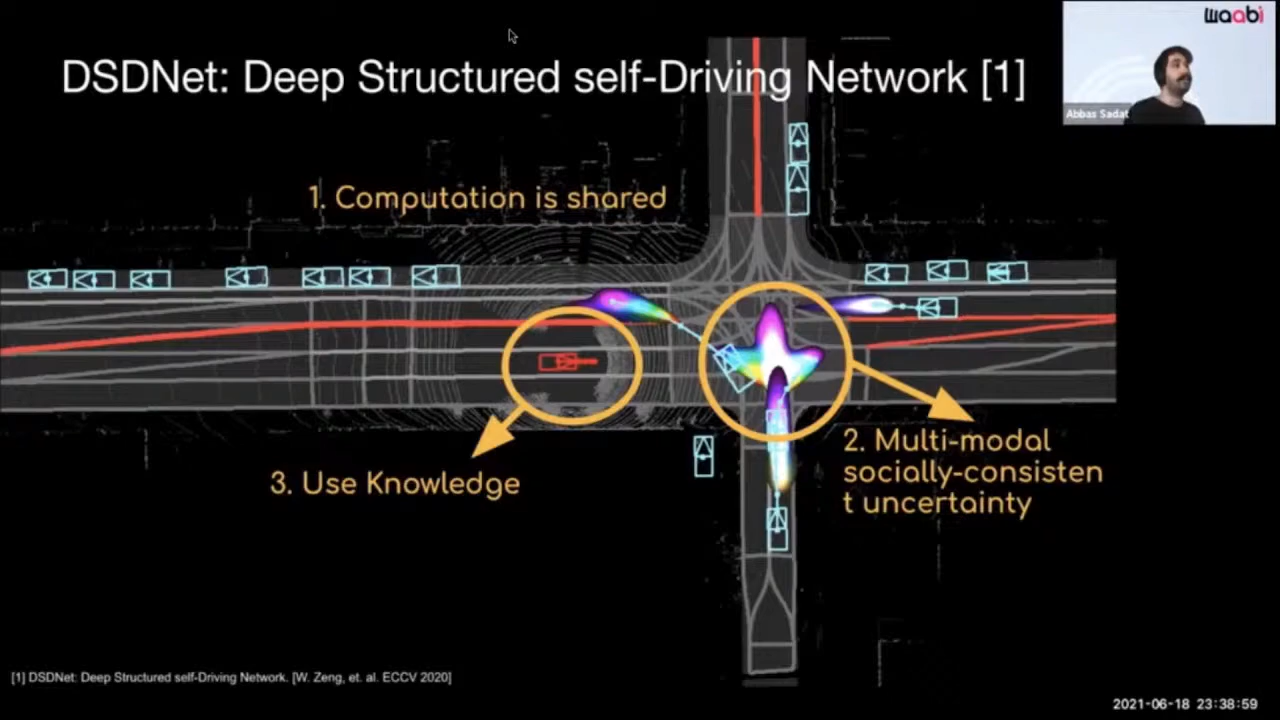 waabi
DSDNet: Deep Structured self-Driving Network [1]
Abbas Sadat
1. Computation is shared
2. Multi-modal
socially-consisten
t uncertainty
3. Use Knowledge
[1] DSDNet: Deep Structured self-Driving Network. [W. Zeng, et. al. ECCV 2020]
2021-06-18 23:38:59